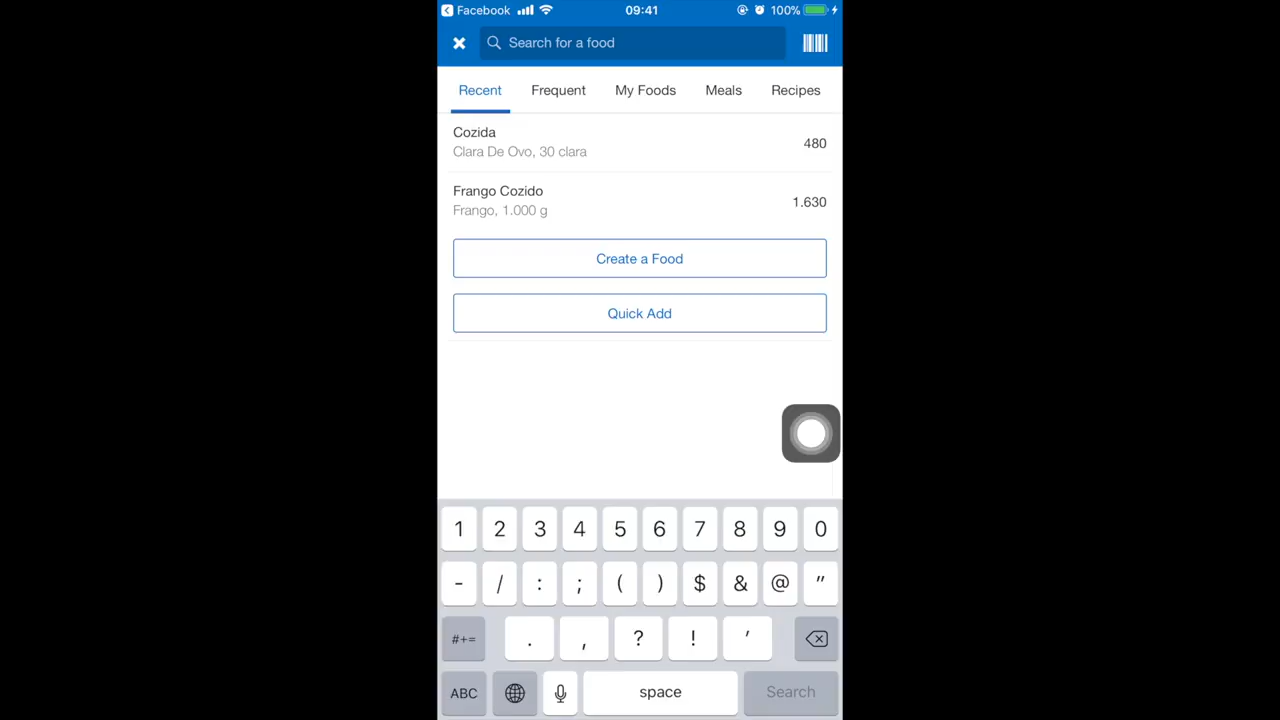 Facebook 09:41 100%
Search for a food
Recent Frequent My Foods Meals Recipes
Cozida
Clara De Ovo, 30 clara
480
Frango Cozido
Frango, 1.000 g
1.630
Create a Food
Quick Add
1 2 3 4 5 6 7 8 9 0
- / : ; ( ) $ & @ "
#+= . , ? ! '
ABC space Search